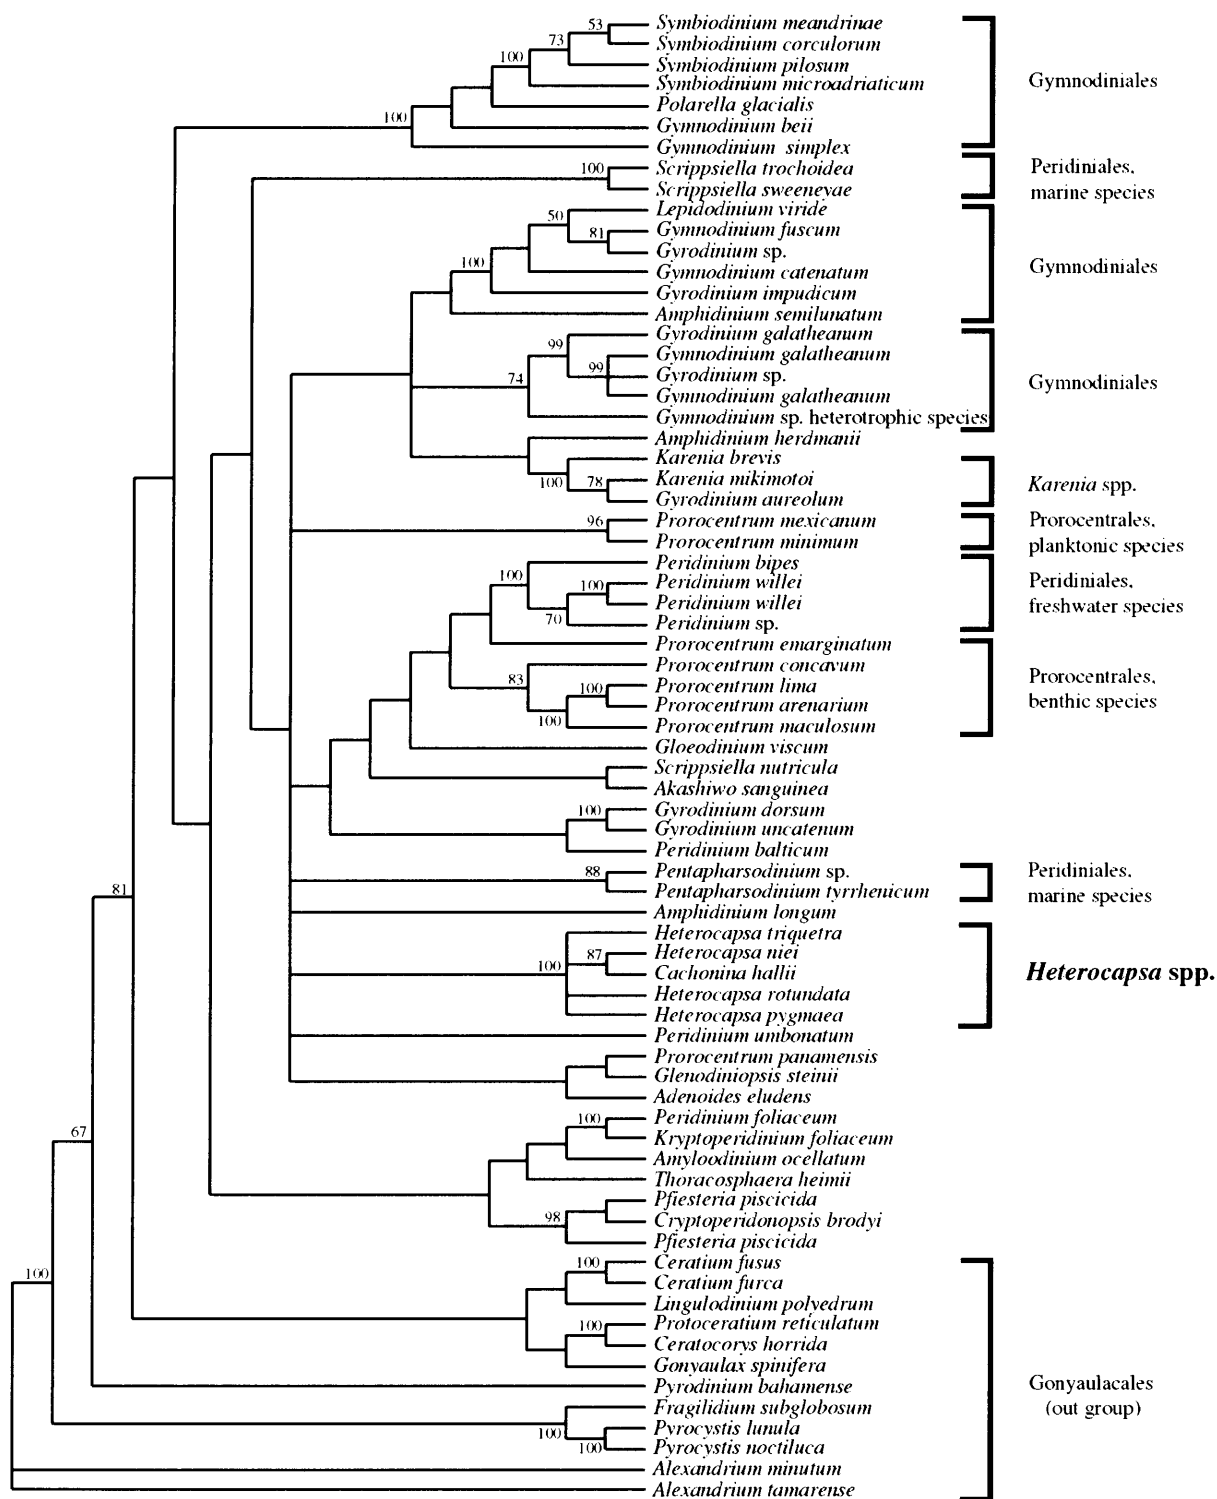 53 Symbiodinium meandrinae
73 Symbiodinium corculorum
100 Symbiodinium pilosum
Symbiodinium microadriaticum
Gymnodiniales
Polarella glacialis
100 Gymnodinium beii
Gymnodinium simplex
100 Scrippsiella trochoidea
Peridiniales,
Scrippsiella sweeneyae
marine species
50 Lepidodinium viride
81 Gymnodinium fuscum
Gyrodinium sp.
100 Gymnodinium catenatum
Gymnodiniales
Gyrodinium impudicum
Amphidinium semilunatum
99 Gyrodinium galatheanum
Gymnodinium galatheanum
99 Gyrodinium sp.
74 Gymnodiniales
Gymnodinium galatheanum
Gymnodinium sp. heterotrophic species
Amphidinium herdmanii
Karenia brevis
100 78 Karenia mikimotoi
Karenia spp.
Gyrodinium aureolum
96 Prorocentrum mexicanum
Prorocentrales,
Prorocentrum minimum
planktonic species
Peridinium bipes
100 100 Peridinium willei
Peridiniales,
Peridinium willei
freshwater species
70 Peridinium sp.
Prorocentrum emarginatum
Prorocentrum concavum
83 Prorocentrales,
100 Prorocentrum lima
Prorocentrum arenarium
benthic species
100 Prorocentrum maculosum
Gloeodinium viscum
Scrippsiella nutricula
Akashiwo sanguinea
100 Gyrodinium dorsum
Gyrodinium uncatenum
Peridinium balticum
88 Pentapharsodinium sp.
Peridiniales,
81 Pentapharsodinium tyrrhenicum
marine species
Amphidinium longum
Heterocapsa triquetra
87 Heterocapsa niei
100 Cachonina hallii
Heterocapsa spp.
Heterocapsa rotundata
Heterocapsa pygmaea
Peridinium umbonatum
Prorocentrum panamensis
Glenodiniopsis steinii
Adenoides eludens
100 Peridinium foliaceum
67 Kryptoperidinium foliaceum
Amyloodinium ocellatum
Thoracosphaera heimii
Pfiesteria piscicida
98 Cryptoperidonopsis brodyi
Pfiesteria piscicida
100 Ceratium fusus
100 Ceratium furca
Lingulodinium polyedrum
100 Protoceratium reticulatum
Ceratocorys horrida
Gonyaulax spinifera
Pyrodinium bahamense
Gonyaulacales
Fragilidium subglobosum
(out group)
100 Pyrocystis lunula
100 Pyrocystis noctiluca
Alexandrium minutum
Alexandrium tamarense